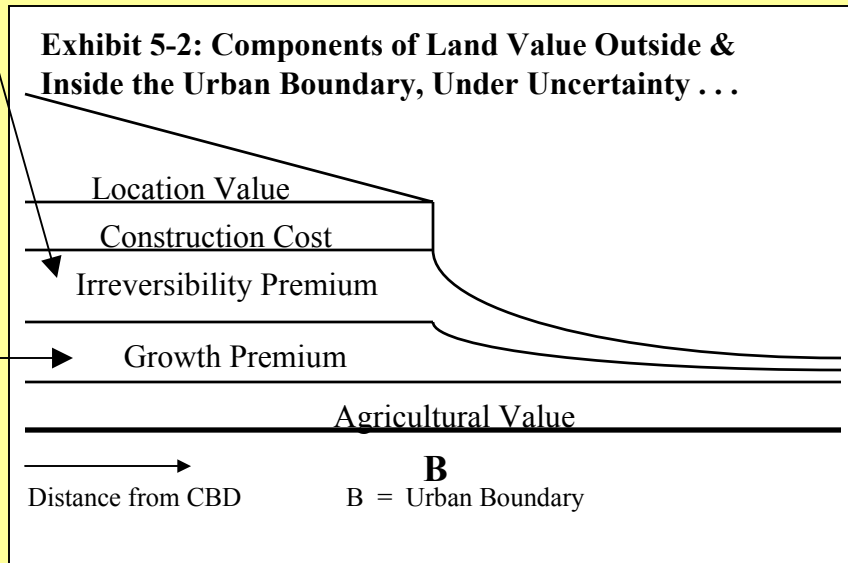 Exhibit 5-2: Components of Land Value Outside &
Inside the Urban Boundary, Under Uncertainty . . .
Location Value
Construction Cost
Irreversibility Premium
Growth Premium
Agricultural Value
B
Distance from CBD
B = Urban Boundary